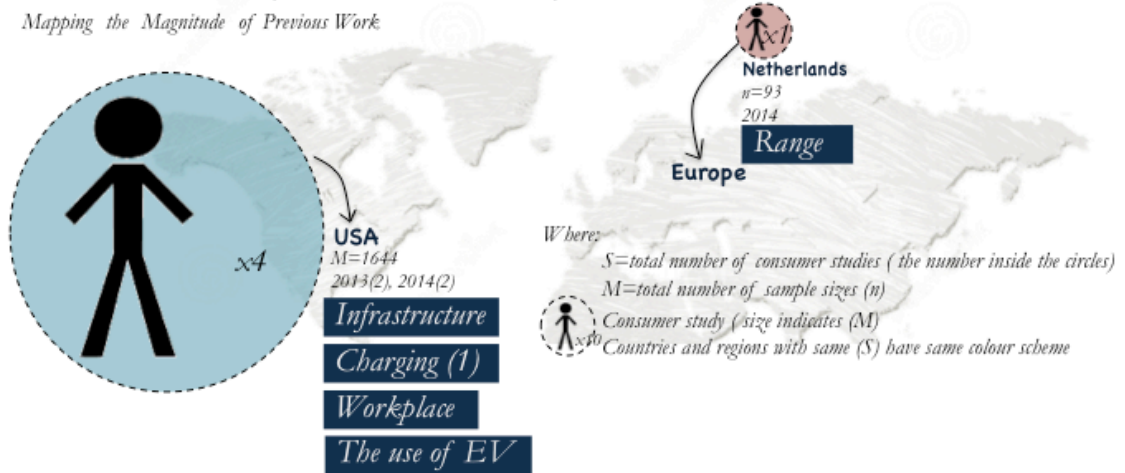 Mapping the Magnitude of Previous Work
x1
Netherlands
n=93
2014
Range
Europe
x4
USA
M=1644
2013(2), 2014(2)
Infrastructure
Charging (1)
Workplace
The use of EV
Where:
S=total number of consumer studies ( the number inside the circles)
M=total number of sample sizes (n)
Consumer study ( size indicates (M)
Countries and regions with same (S) have same colour scheme